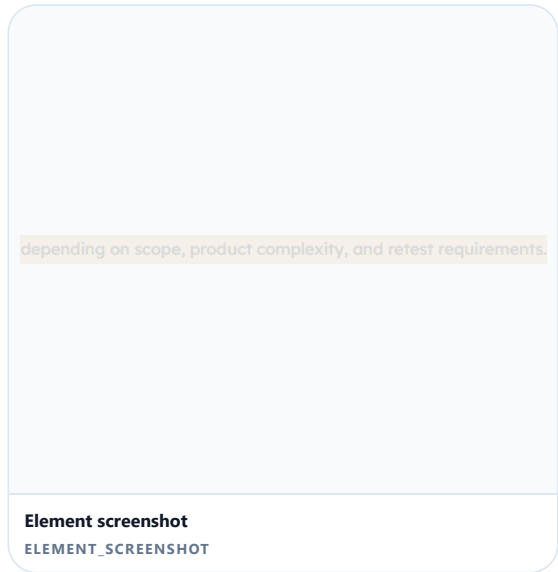 depending on scope, product complexity, and retest requirements.
Element screenshot
ELEMENT_SCREENSHOT